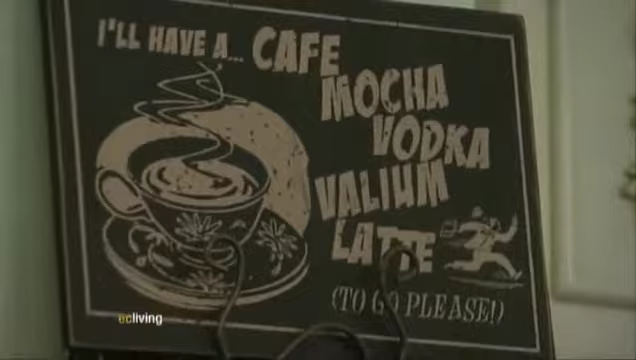 I'LL HAVE A... CAFE
MOCHA
VODKA
VALIUM
LATTE
(TO GO PLEASE!)
ecliving